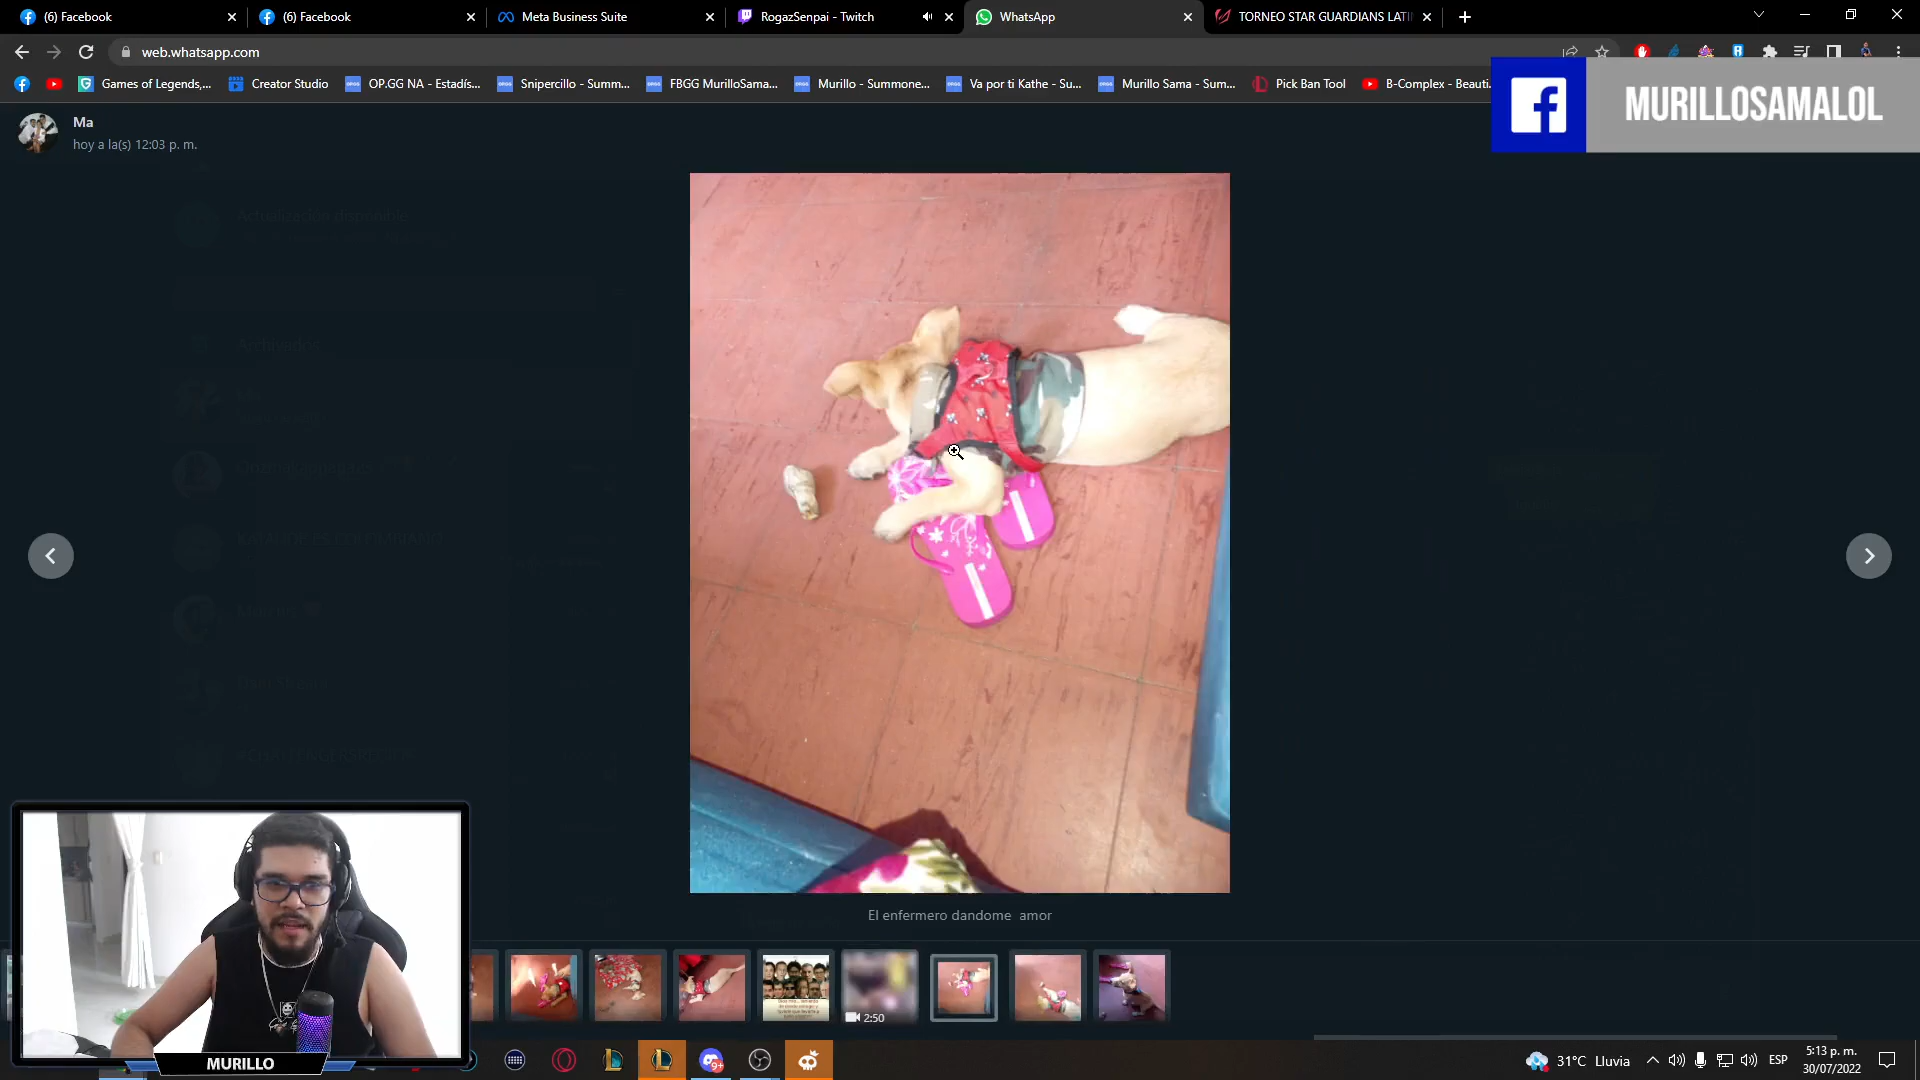 (6) Facebook
(6) Facebook
Meta Business Suite
RogazSenpai - Twitch
WhatsApp
TORNEO STAR GUARDIANS LATI
web.whatsapp.com
Games of Legends,...
Creator Studio
OP.GG NA - Estadís...
Snipercillo - Summ...
FBGG MurilloSama...
Murillo - Summone...
Va por ti Kathe - Su...
Murillo Sama - Sum...
Pick Ban Tool
B-Complex - Beauti...
MURILLOSAMALOL
Ma
hoy a la(s) 12:03 p. m.
El enfermero dandome amor
2:50
MURILLO
9+
31°C Lluvia
ESP
5:13 p. m.
30/07/2022